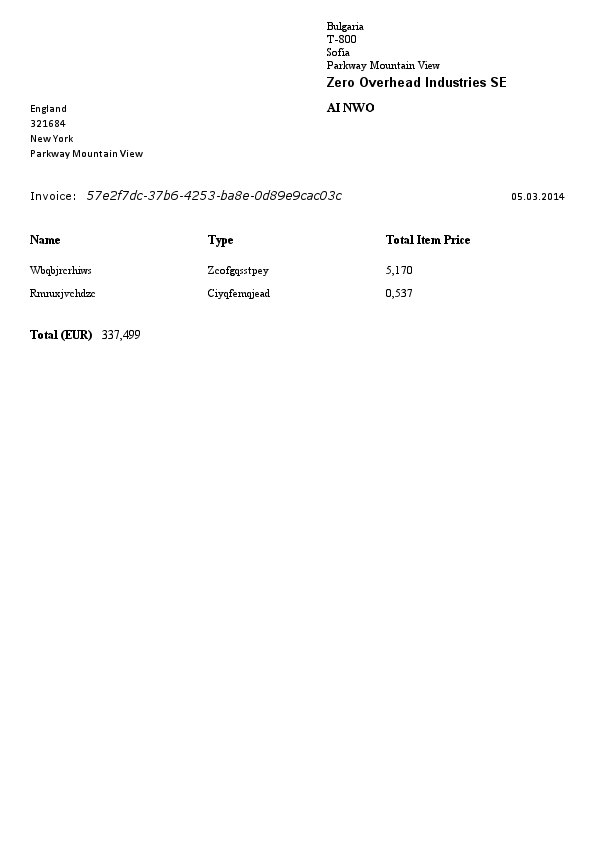 Bulgaria
T-800
Sofia
Parkway Mountain View
Zero Overhead Industries SE
AI NWO
England
321684
New York
Parkway Mountain View
Invoice: 57e2f7dc-37b6-4253-ba8e-0d89e9cac03c 05.03.2014
Name Type Total Item Price
Wbqbjrerhiws Zcofgqsstpey 5,170
Rmruxjvehdzc Ciyqfemqjead 0,537
Total (EUR) 337,499